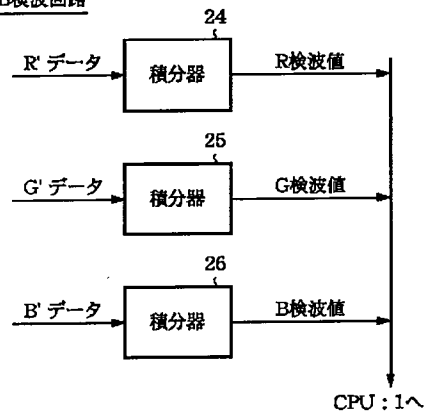 検波回路
24
R' データ
積分器
R検波値
25
G' データ
積分器
G検波値
26
B' データ
積分器
B検波値
CPU : 1へ